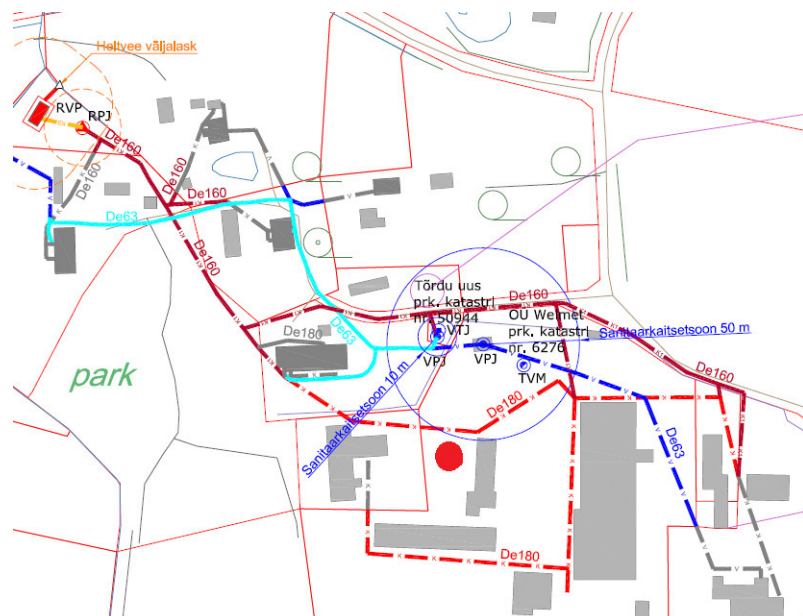 Heitvee väljalask
RVP
RPJ
De160
De160
De160
De160
De63
De160
Tõrdu uus
prk. katastri
nr. 50944
De160
OÜ Welmet
prk. katastri
nr. 6276
Sanitaarkaitsetsoon 50 m
VTJ
VPJ
VPJ
TVM
De180
De63
De160
park
Sanitaarkaitsetsoon 10 m
De180
De63
De180